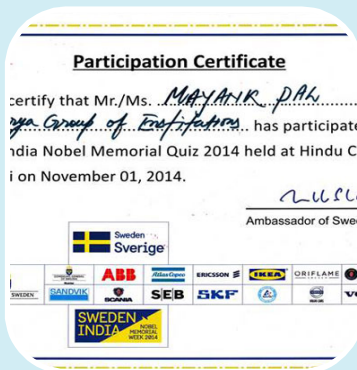 Participation Certificate
certify that Mr./Ms. MAYANK PAL
Group of Institutions has participate
ndia Nobel Memorial Quiz 2014 held at Hindu C
i on November 01, 2014.
Ambassador of Swe
Sweden
Sverige
ABB Atlas Copco ERICSSON IKEA ORIFLAME
SWEDEN SANDVIK SCANIA SEB SKF VO
SWEDEN
INDIA NOBEL
MEMORIAL
WEEK 2014